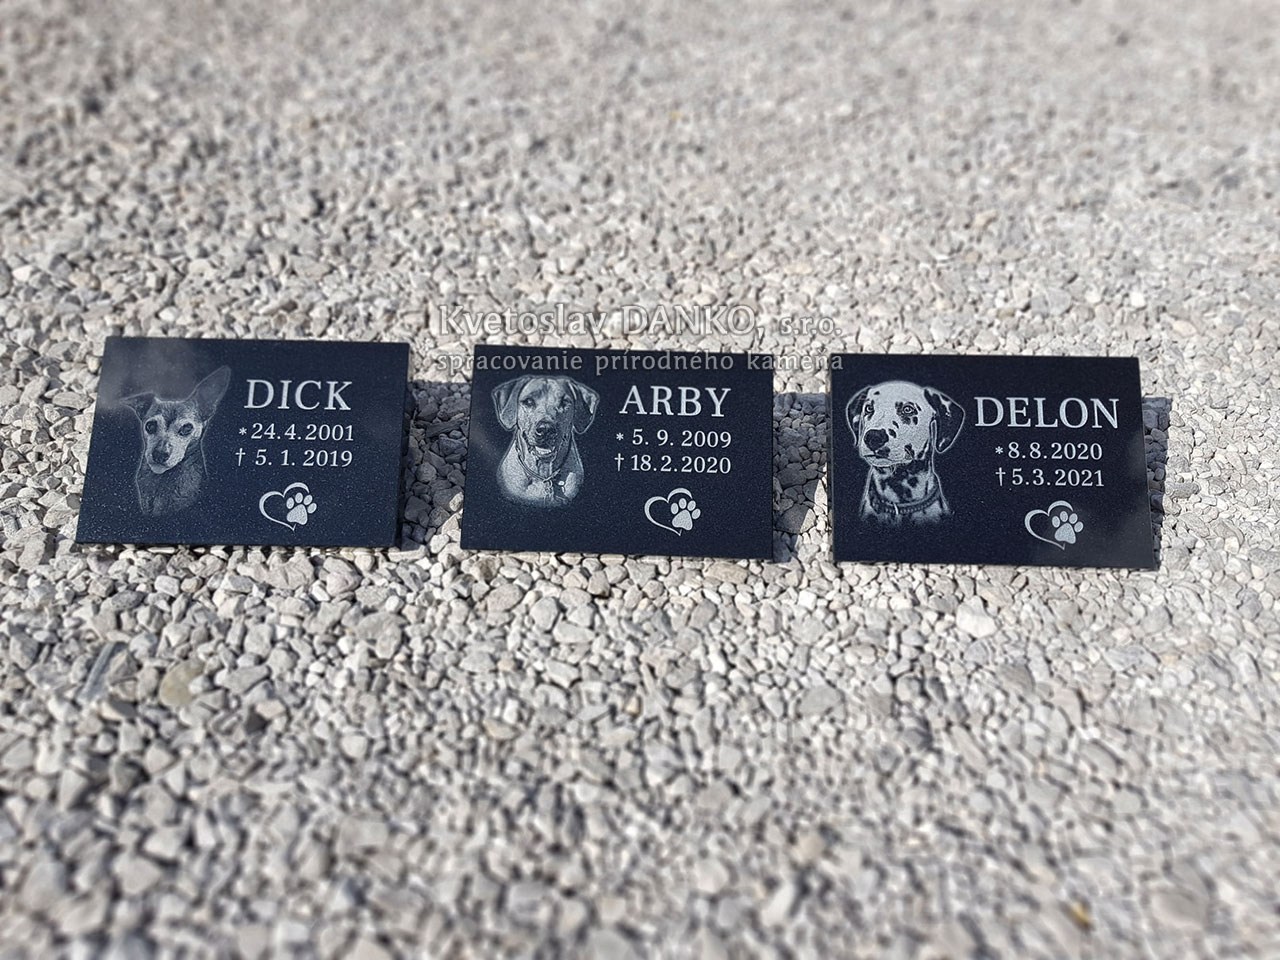 Kvetoslav DANKO, s.r.o.
spracovanie prírodného kameňa
DICK
* 24.4.2001
† 5.1.2019
ARBY
* 5.9.2009
† 18.2.2020
DELON
* 8.8.2020
† 5.3.2021